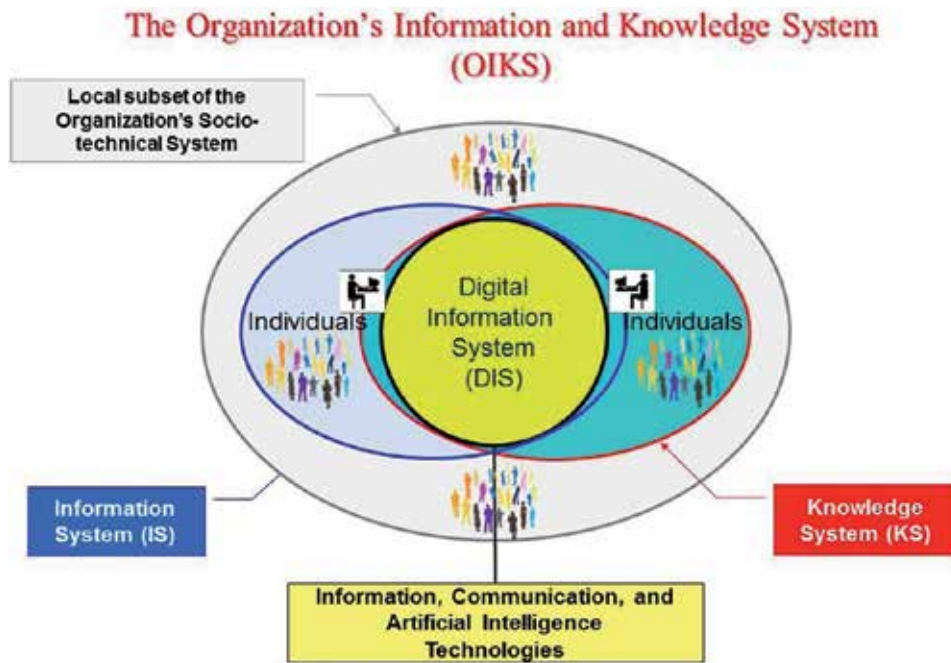 The Organization's Information and Knowledge System
(OIKS)
Local subset of the
Organization's Socio-
technical System
Individuals
Digital
Information
System
(DIS)
Individuals
Information
System (IS)
Knowledge
System (KS)
Information, Communication, and
Artificial Intelligence
Technologies